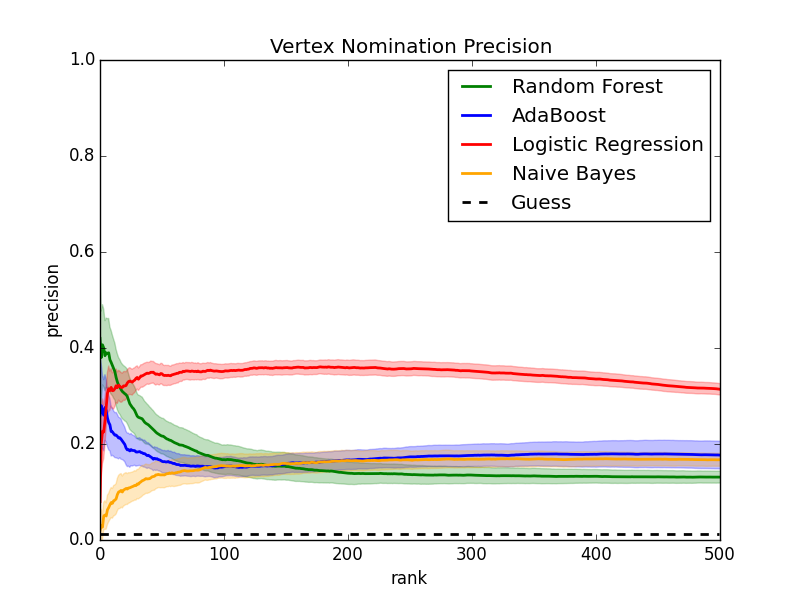 Vertex Nomination Precision
1.0
0.8
0.6
0.4
0.2
0.0
precision
Random Forest
AdaBoost
Logistic Regression
Naive Bayes
Guess
0 100 200 300 400 500
rank